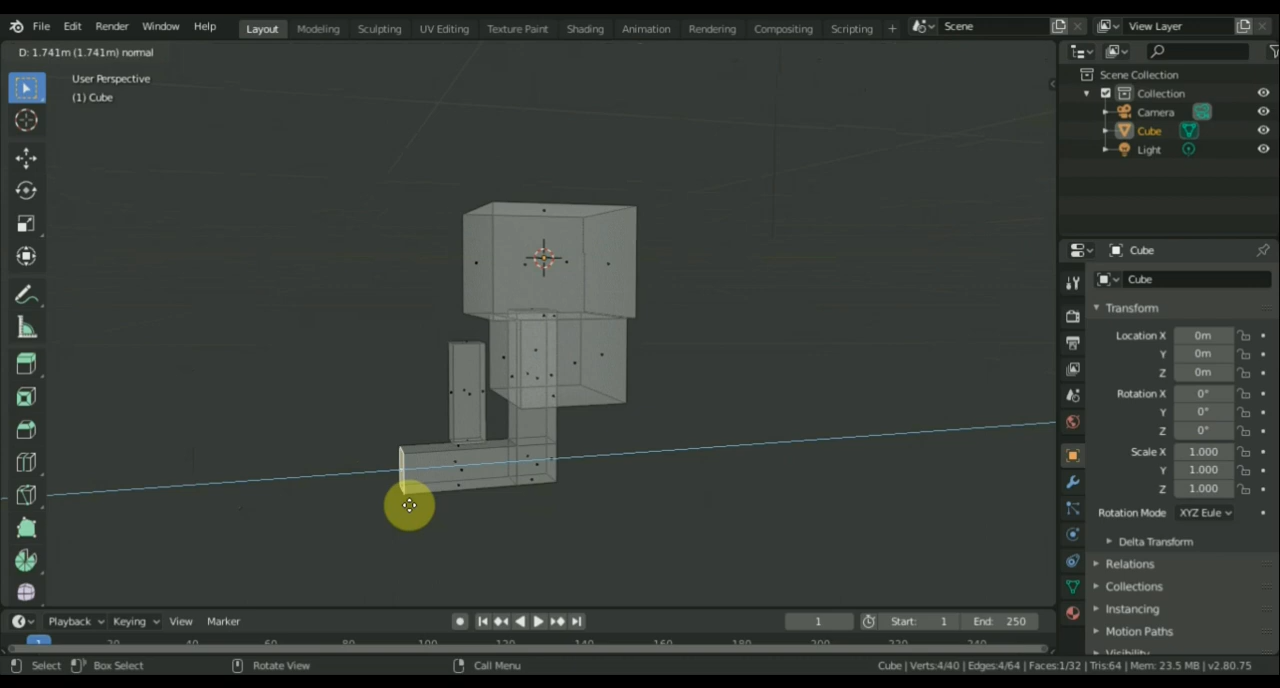 File Edit Render Window Help Layout Modeling Sculpting UV Editing Texture Paint Shading Animation Rendering Compositing Scripting + Scene View Layer
D: 1.741m (1.741m) normal
User Perspective
(1) Cube
Scene Collection
Collection
Camera
Cube
Light
Cube
Cube
Transform
Location X 0m
Y 0m
Z 0m
Rotation X 0°
Y 0°
Z 0°
Scale X 1.000
Y 1.000
Z 1.000
Rotation Mode XYZ Eule
Delta Transform
Relations
Collections
Instancing
Motion Paths
Playback Keying View Marker 1 Start: 1 End: 250
1
Select Box Select Rotate View Call Menu Cube | Verts:4/40 | Edges:4/64 | Faces:1/32 | Tris:64 | Mem: 23.5 MB | v2.80.75